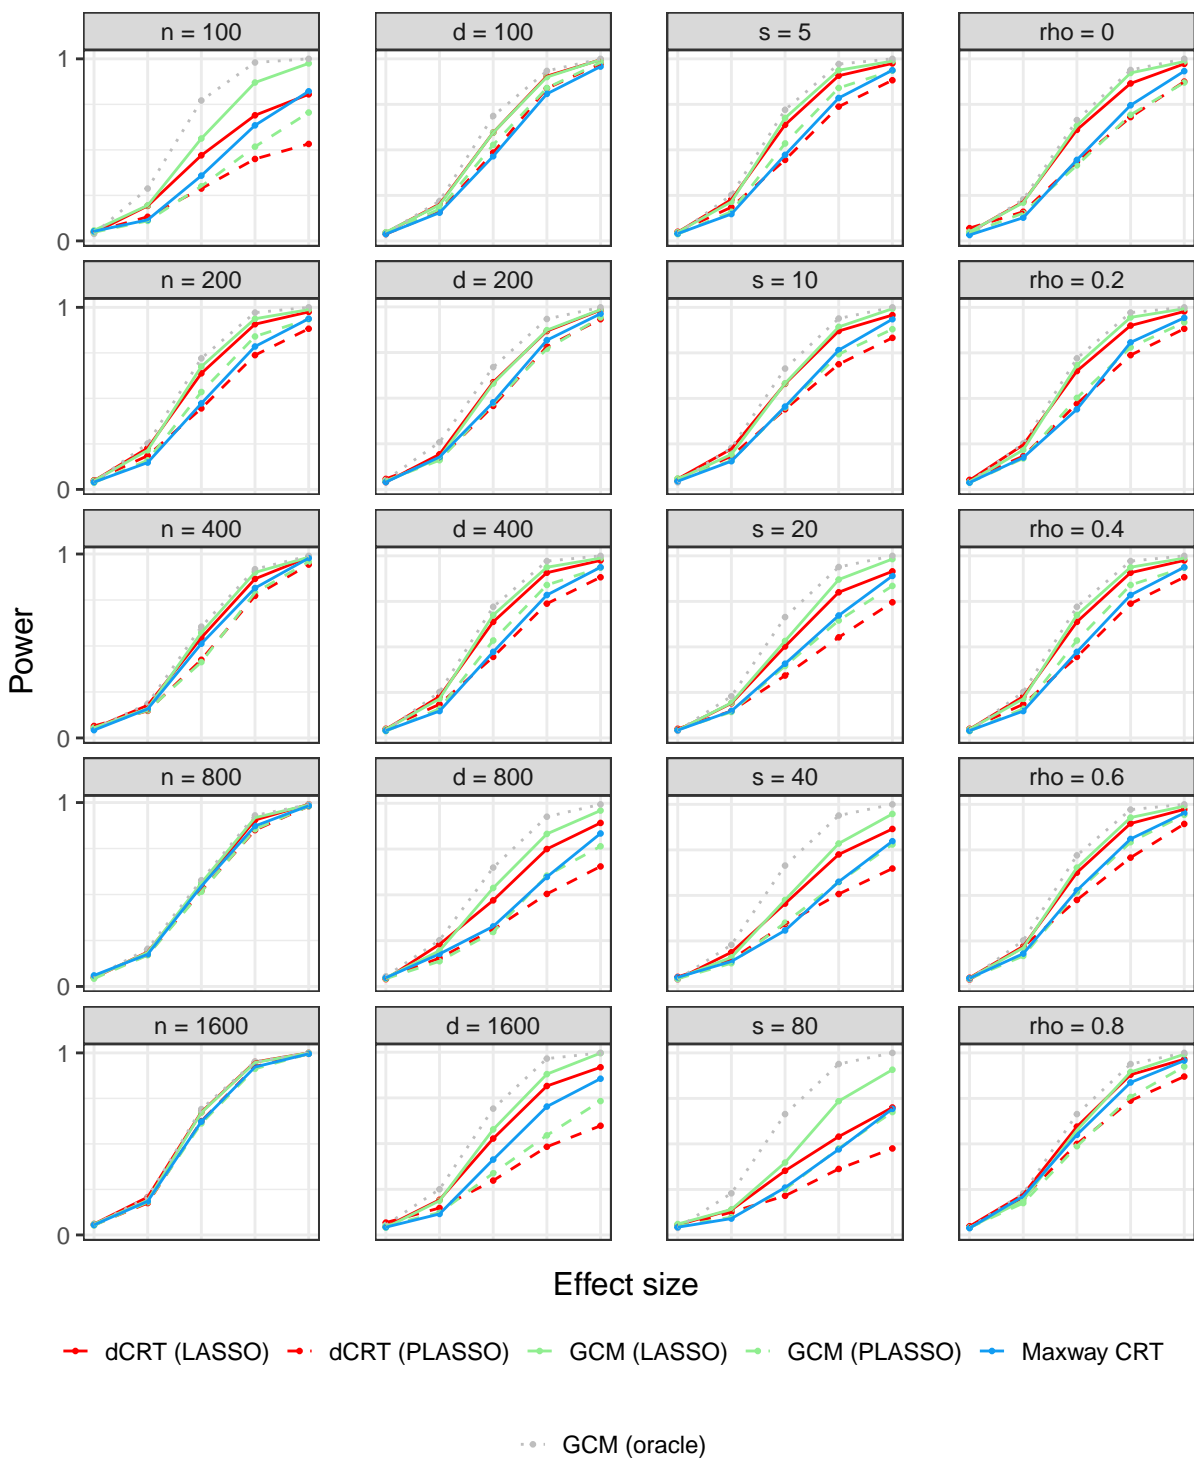 n = 100 d = 100 s = 5 rho = 0
1
0
n = 200 d = 200 s = 10 rho = 0.2
1
0
n = 400 d = 400 s = 20 rho = 0.4
1
0
n = 800 d = 800 s = 40 rho = 0.6
1
0
n = 1600 d = 1600 s = 80 rho = 0.8
1
0
Power
Effect size
dCRT (LASSO) dCRT (PLASSO) GCM (LASSO) GCM (PLASSO) Maxway CRT
GCM (oracle)